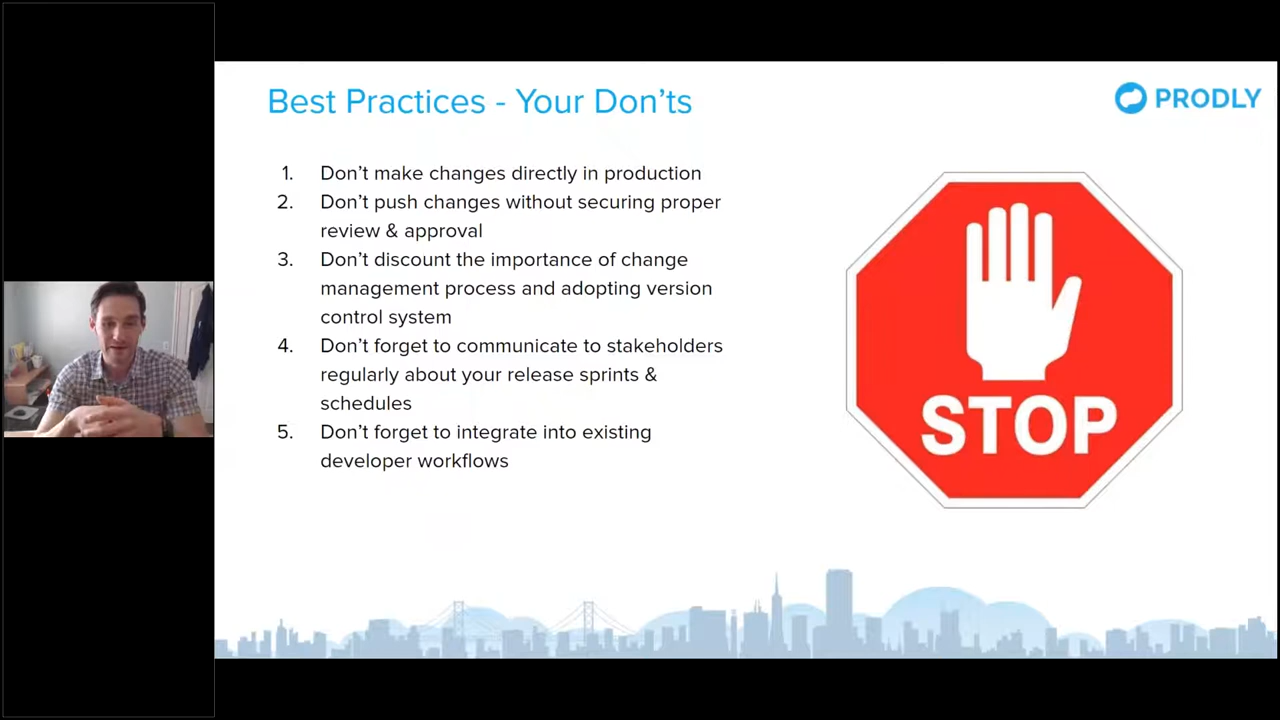 Best Practices - Your Don'ts
PRODLY
1. Don't make changes directly in production
2. Don't push changes without securing proper
review & approval
3. Don't discount the importance of change
management process and adopting version
control system
4. Don't forget to communicate to stakeholders
regularly about your release sprints &
schedules
5. Don't forget to integrate into existing
developer workflows
STOP